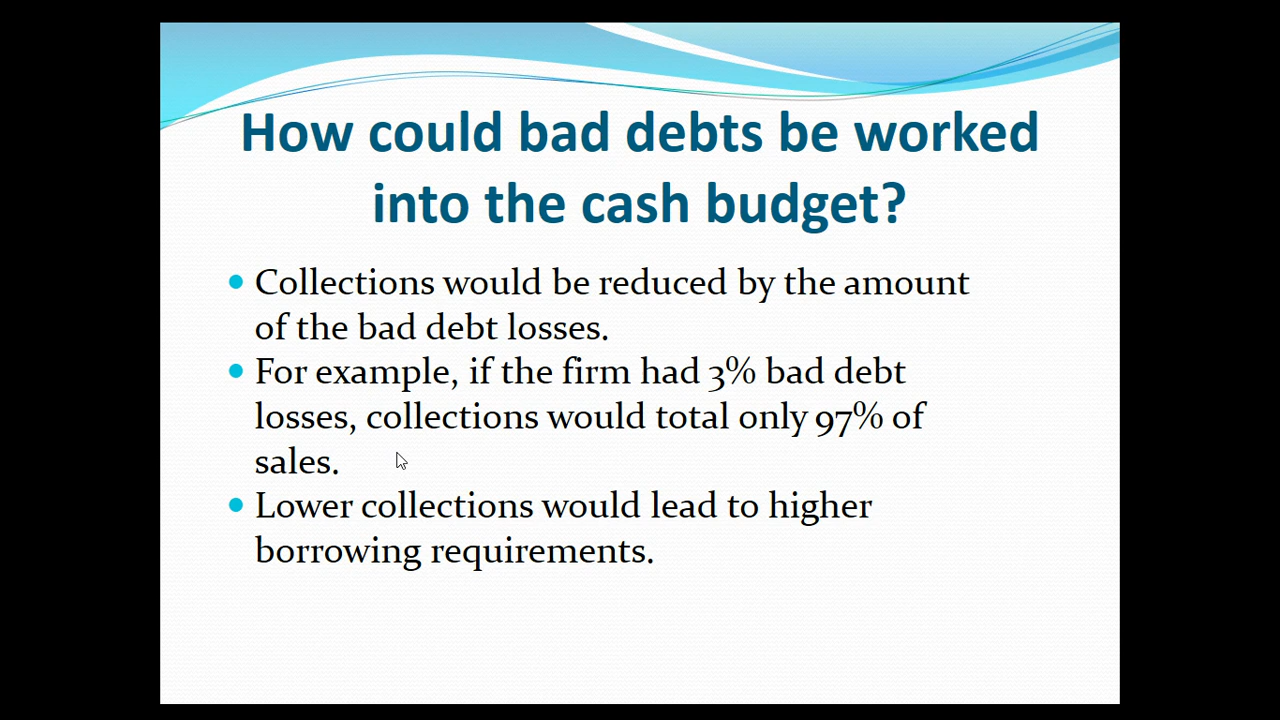 How could bad debts be worked
into the cash budget?
Collections would be reduced by the amount
of the bad debt losses.
For example, if the firm had 3% bad debt
losses, collections would total only 97% of
sales.
Lower collections would lead to higher
borrowing requirements.